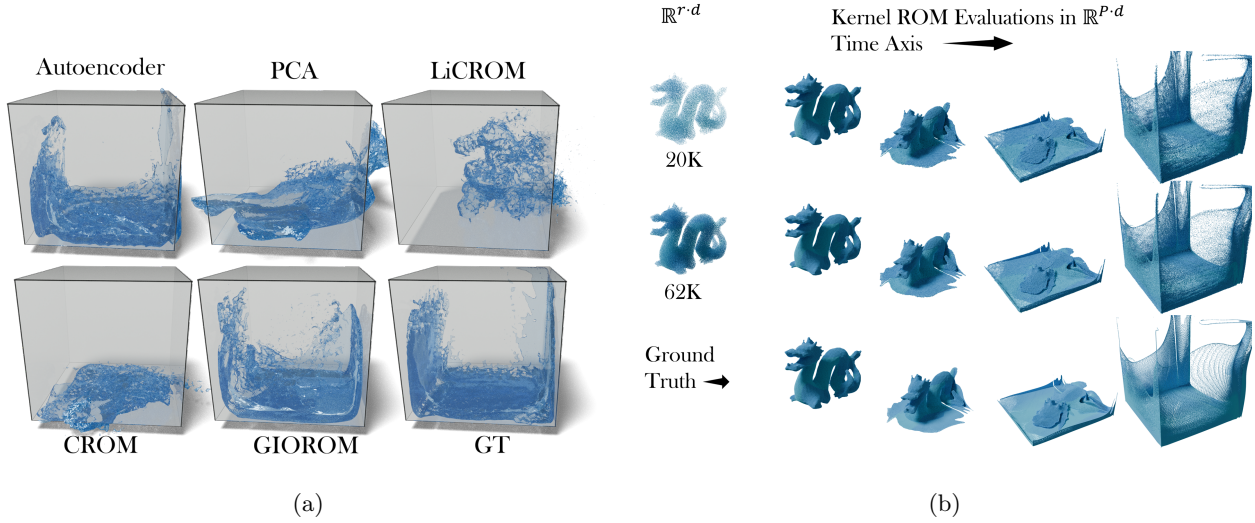 Autoencoder
PCA
LiCROM
CROM
GIOROM
GT
(a)
ℝ^{r·d}
Kernel ROM Evaluations in ℝ^{P·d}
Time Axis
20K
62K
Ground
Truth
(b)